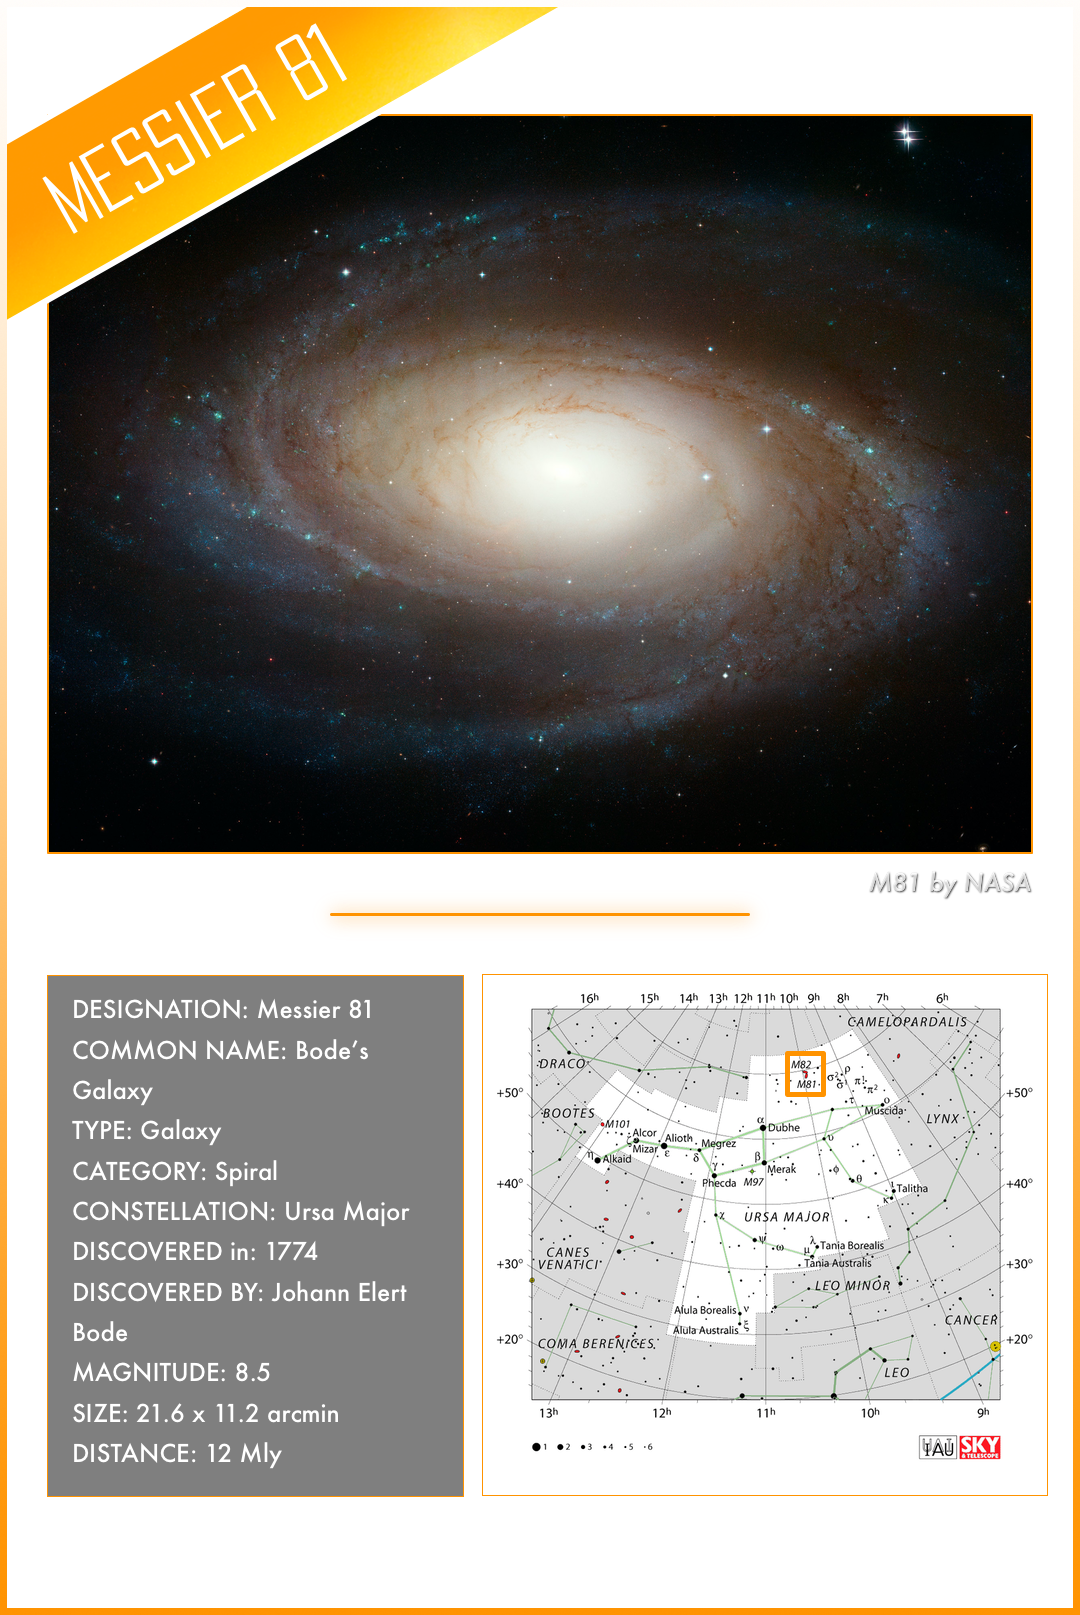 MESSIER 81
M81 by NASA
DESIGNATION: Messier 81
COMMON NAME: Bode's
Galaxy
TYPE: Galaxy
CATEGORY: Spiral
CONSTELLATION: Ursa Major
DISCOVERED in: 1774
DISCOVERED BY: Johann Elert
Bode
MAGNITUDE: 8.5
SIZE: 21.6 x 11.2 arcmin
DISTANCE: 12 Mly
16h 15h 14h 13h 12h 11h 10h 9h 8h 7h 6h
CAMELOPARDALIS
DRACO
M82
M81
ρ
σ² σ¹ π¹ π²
+50° +50°
τ ο
Muscida
BOOTES
LYNX
M101
α Dubhe
Alcor
ζ Mizar
Alioth
ε
Megrez
δ
υ
η Alkaid
γ
β Merak
φ
Phecda
M97
θ
+40° +40°
ι Talitha
κ
χ
URSA MAJOR
ψ
ω
λ Tania Borealis
μ
Tania Australis
CANES
VENATICI
+30° +30°
LEO MINOR
Alula Borealis ν
Alula Australis ξ
CANCER
+20° +20°
COMA BERENICES
LEO
13h 12h 11h 10h 9h
1 2 3 4 5 6
IAU
SKY
& TELESCOPE